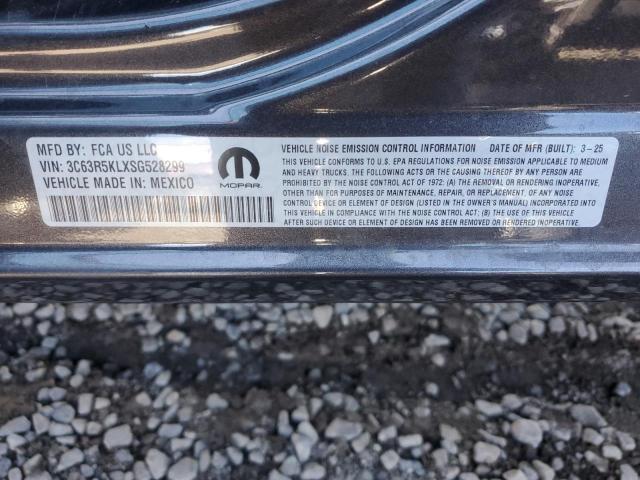 MFD BY: FCA US LLC
VIN: 3C63R5KLXSG528299
VEHICLE MADE IN: MEXICO
MOPAR.
VEHICLE NOISE EMISSION CONTROL INFORMATION DATE OF MFR (BUILT): 3-25
THIS VEHICLE CONFORMS TO U.S. EPA REGULATIONS FOR NOISE EMISSION APPLICABLE TO MEDIUM
AND HEAVY TRUCKS. THE FOLLOWING ACTS OR THE CAUSING THEREOF BY ANY PERSON ARE
PROHIBITED BY THE NOISE CONTROL ACT OF 1972: (A) THE REMOVAL OR RENDERING INOPERATIVE,
OTHER THAN FOR PURPOSES OF MAINTENANCE, REPAIR, OR REPLACEMENT, OF ANY NOISE
CONTROL DEVICE OR ELEMENT OF DESIGN (LISTED IN THE OWNER'S MANUAL) INCORPORATED INTO
THIS VEHICLE IN COMPLIANCE WITH THE NOISE CONTROL ACT; (B) THE USE OF THIS VEHICLE
AFTER SUCH DEVICE OR ELEMENT OF DESIGN HAS BEEN REMOVED OR RENDERED INOPERATIVE.